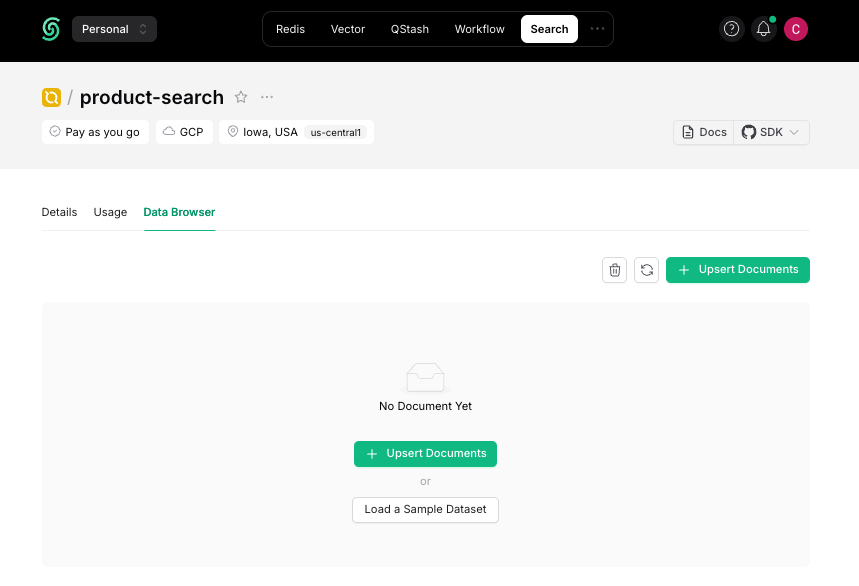 Personal
Redis Vector QStash Workflow Search ···
C
/ product-search ···
Pay as you go GCP Iowa, USA us-central1 Docs SDK
Details Usage Data Browser
+ Upsert Documents
No Document Yet
+ Upsert Documents
or
Load a Sample Dataset